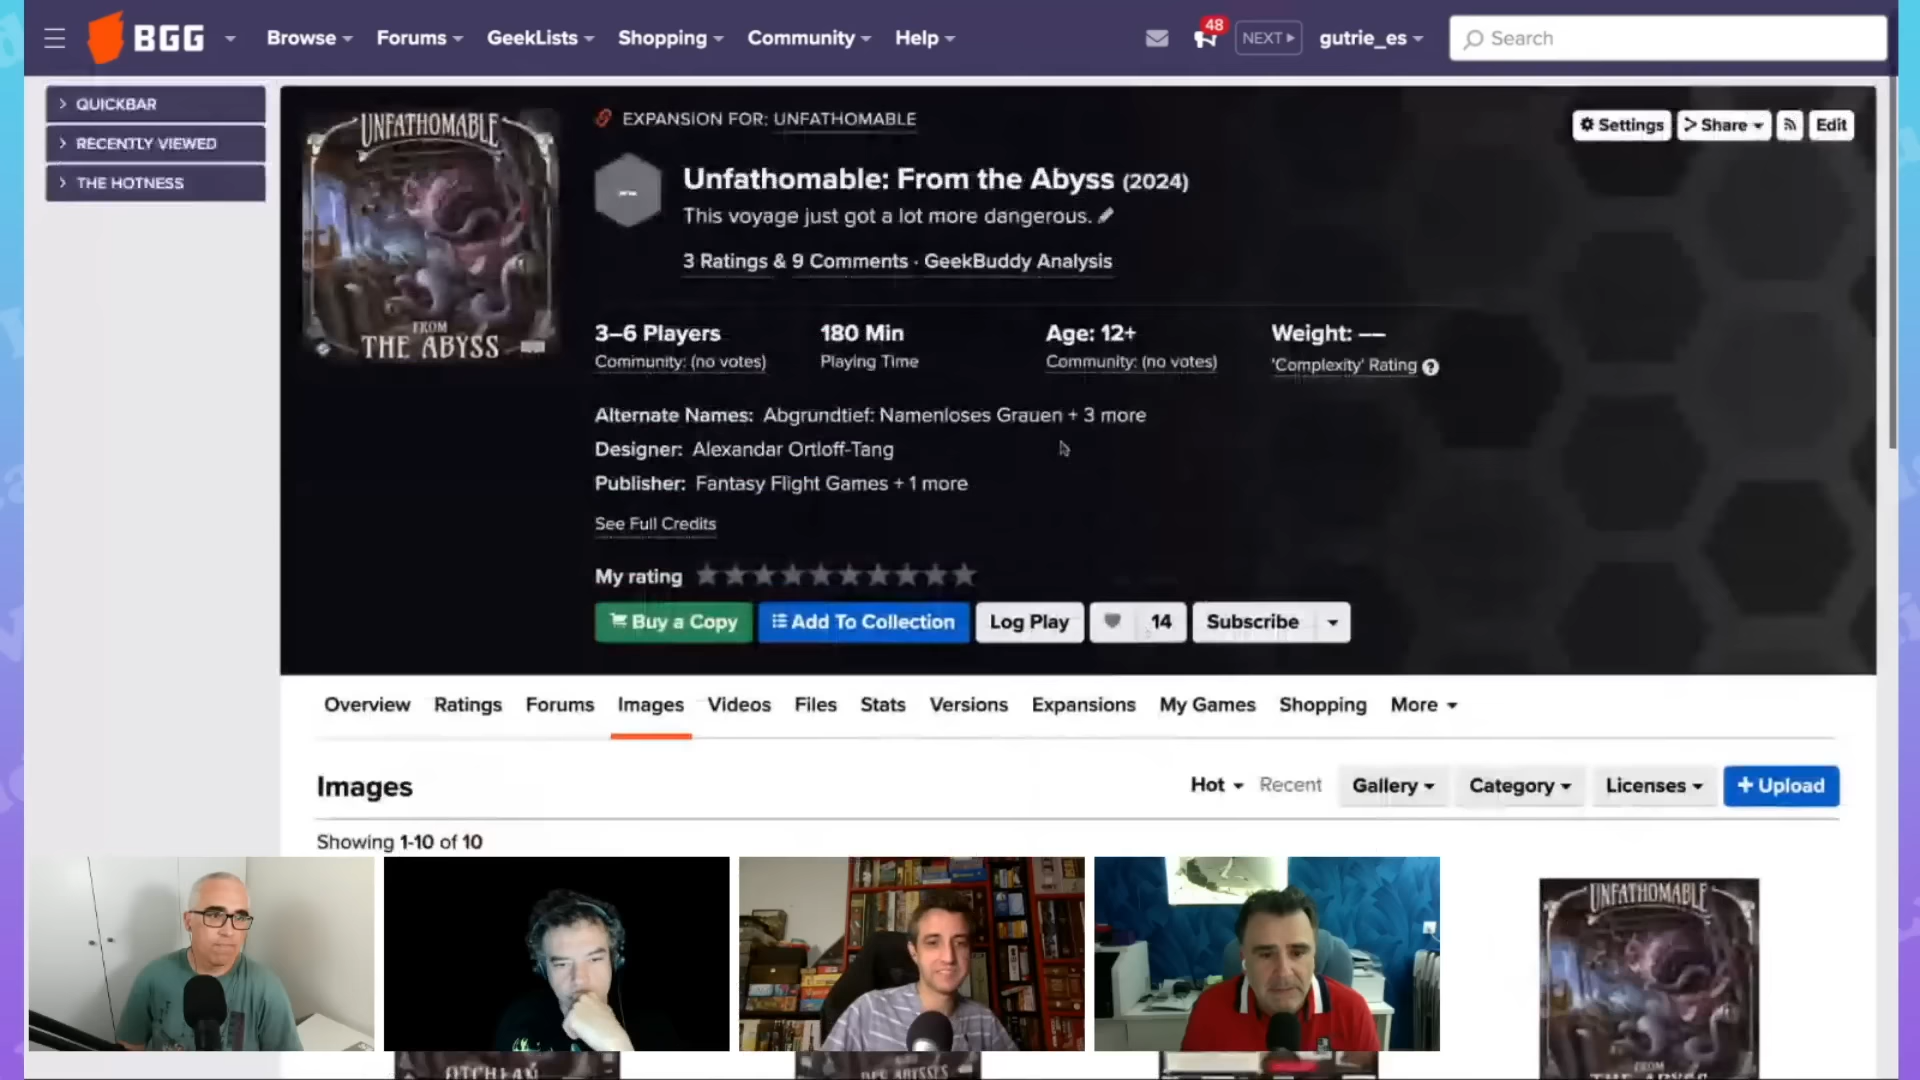 BGG
Browse
Forums
GeekLists
Shopping
Community
Help
48
NEXT
gutrie_es
Search
QUICKBAR
RECENTLY VIEWED
THE HOTNESS
UNFATHOMABLE
FROM
THE ABYSS
EXPANSION FOR: UNFATHOMABLE
Settings
Share
Edit
--
Unfathomable: From the Abyss (2024)
This voyage just got a lot more dangerous.
3 Ratings & 9 Comments · GeekBuddy Analysis
3–6 Players
Community: (no votes)
180 Min
Playing Time
Age: 12+
Community: (no votes)
Weight: --
'Complexity' Rating
Alternate Names: Abgrundtief: Namenloses Grauen + 3 more
Designer: Alexandar Ortloff-Tang
Publisher: Fantasy Flight Games + 1 more
See Full Credits
My rating
Buy a Copy
Add To Collection
Log Play
14
Subscribe
Overview
Ratings
Forums
Images
Videos
Files
Stats
Versions
Expansions
My Games
Shopping
More
Images
Hot
Recent
Gallery
Category
Licenses
+ Upload
Showing 1-10 of 10
UNFATHOMABLE
FROM
THE ABYSS
OTCHŁAŃ
DES ABYSSES